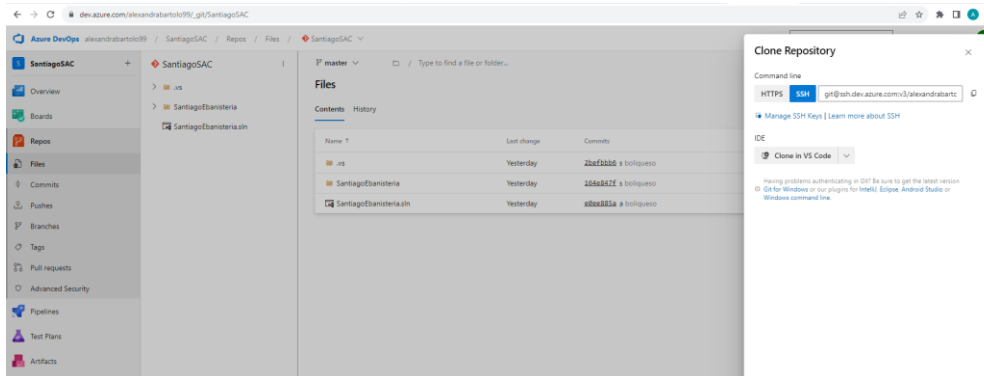 dev.azure.com/alexandrabartolo99/_git/SantiagoSAC
Azure DevOps alexandrabartolo99 / SantiagoSAC / Repos / Files / SantiagoSAC
S SantiagoSAC +
Overview
Boards
Repos
Files
Commits
Pushes
Branches
Tags
Pull requests
Advanced Security
Pipelines
Test Plans
Artifacts
SantiagoSAC
.vs
SantiagoEbanisteria
SantiagoEbanisteria.sln
master / Type to find a file or folder...
Files
Contents History
Name ↑ Last change Commits
.vs Yesterday 2befbbb6 s boliqueso
SantiagoEbanisteria Yesterday 104e847f s boliqueso
SantiagoEbanisteria.sln Yesterday boliqueso
Clone Repository
Command line
HTTPS SSH git@ssh.dev.azure.com:v3/alexandrabartc
Manage SSH Keys | Learn more about SSH
IDE
Clone in VS Code
Having problems authenticating in Git? Be sure to get the latest version
Git for Windows or our plugins for IntelliJ, Eclipse, Android Studio or
Windows command line.